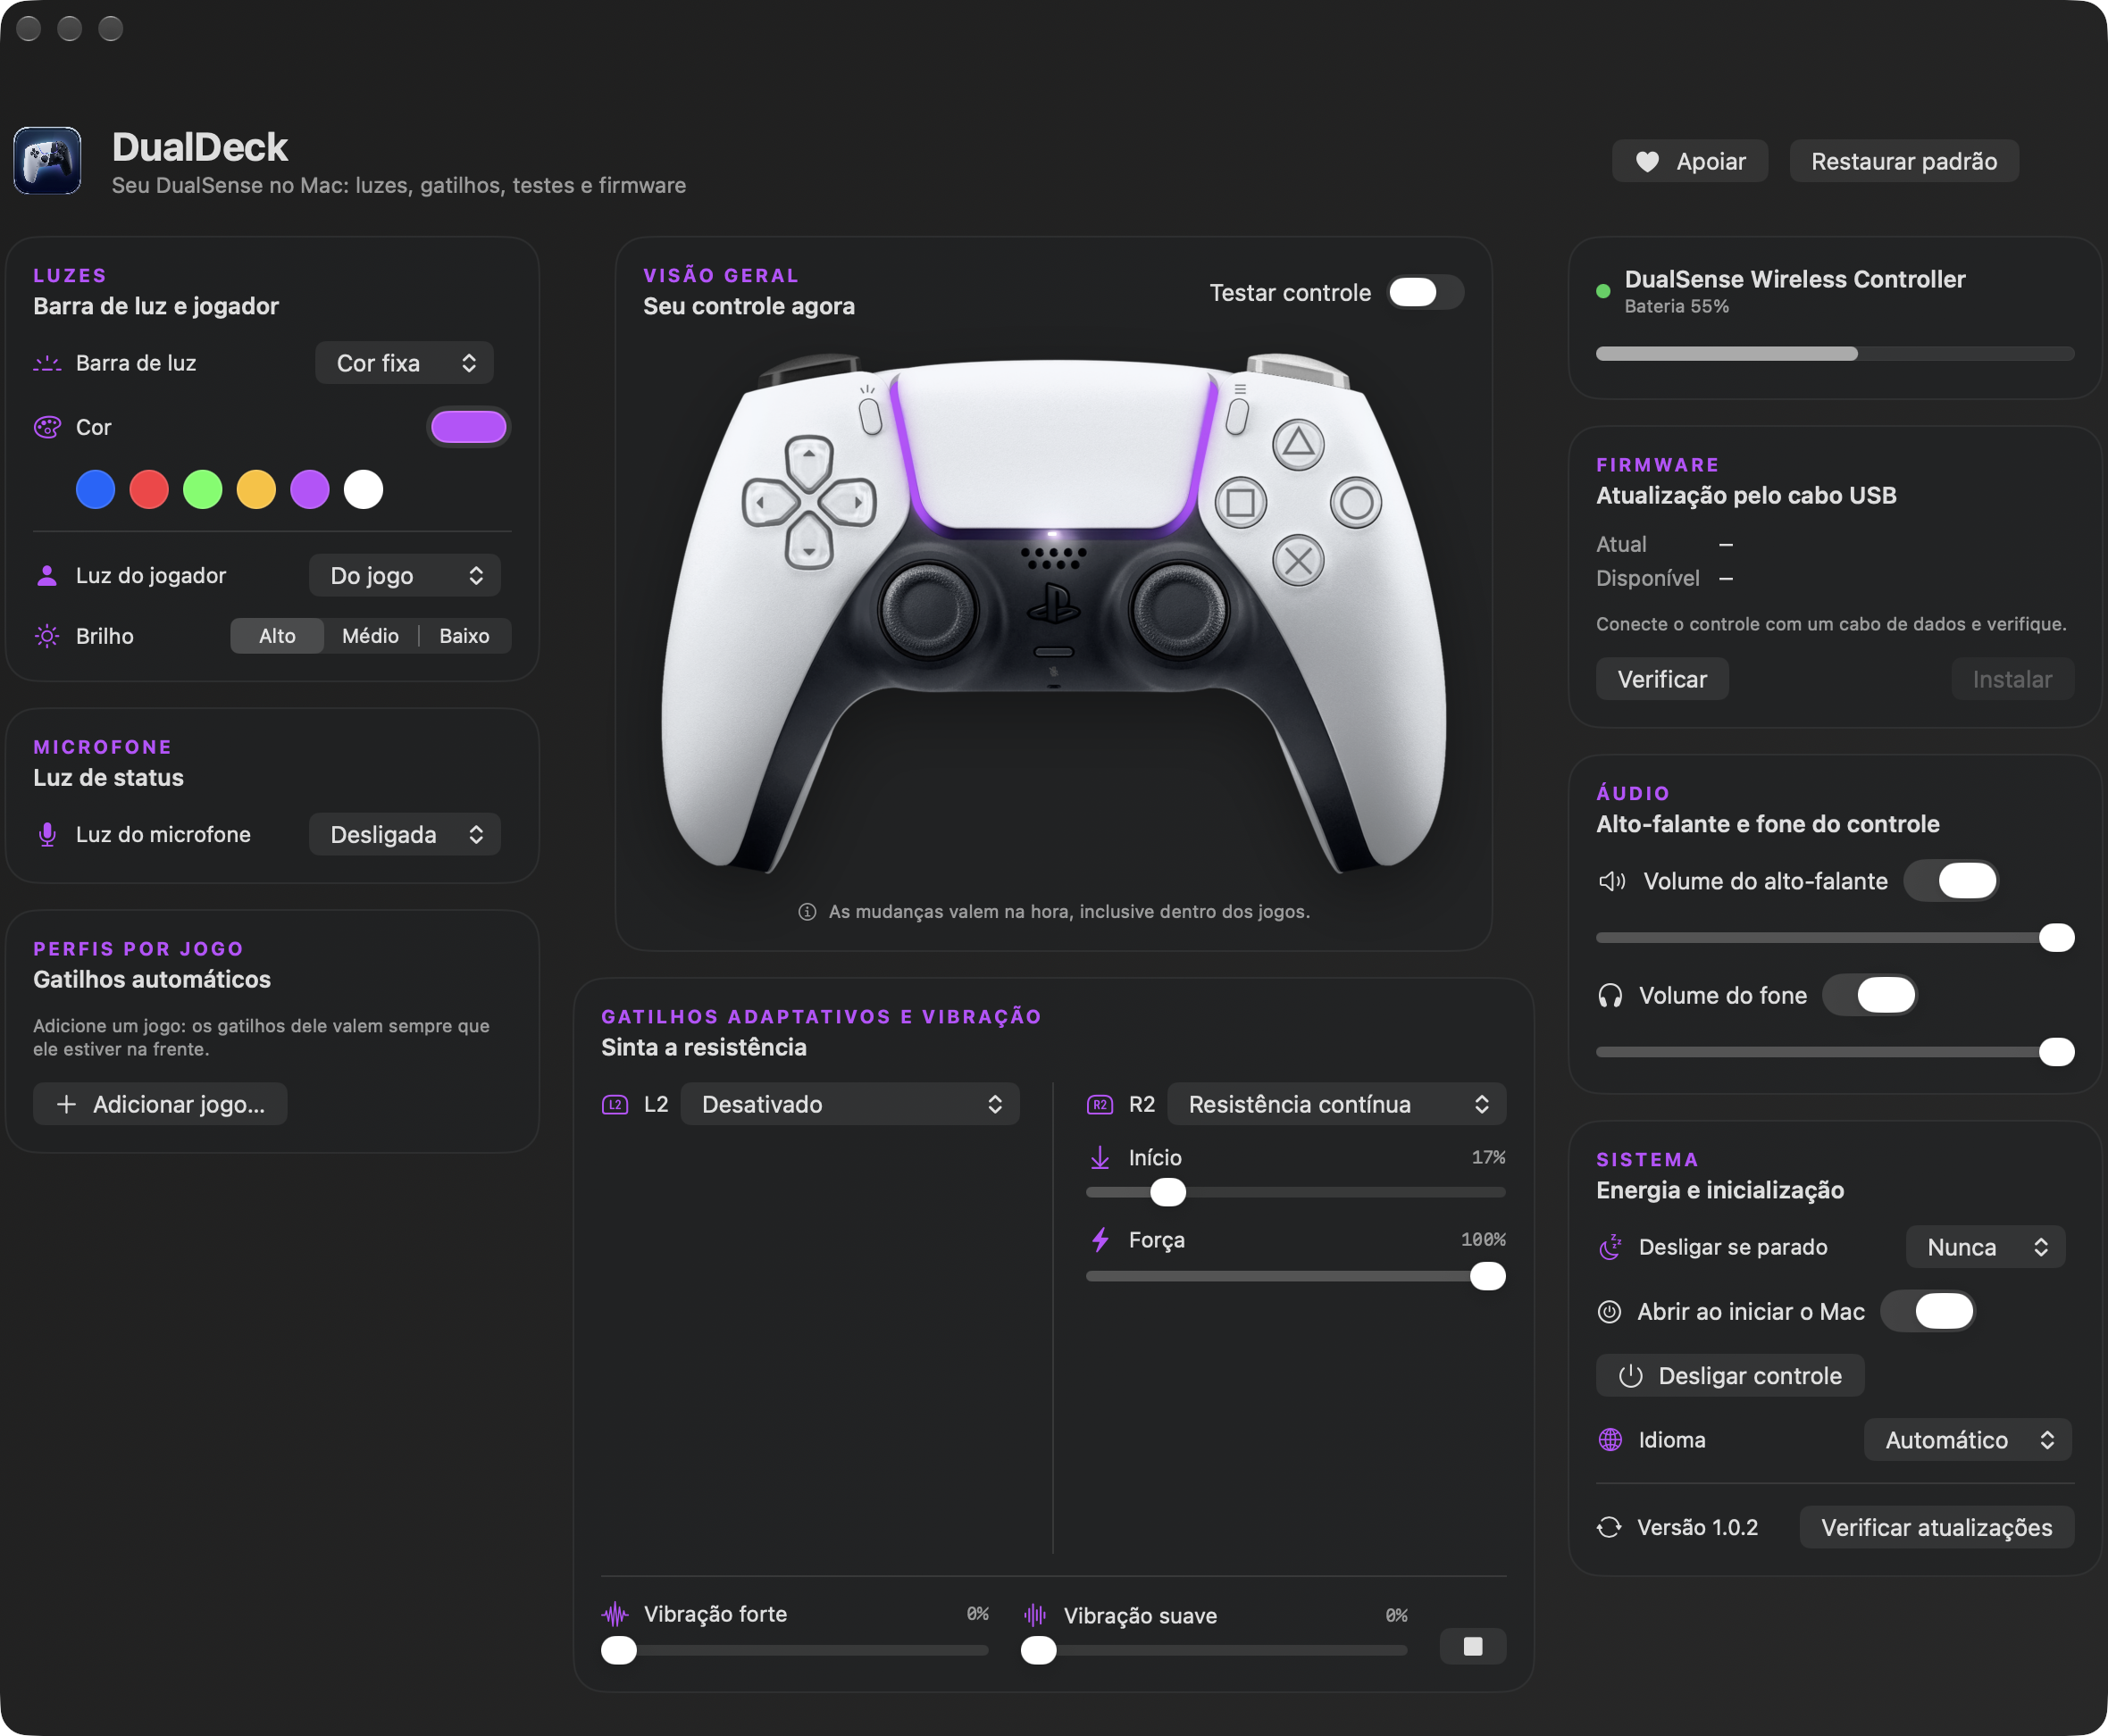 DualDeck
Seu DualSense no Mac: luzes, gatilhos, testes e firmware
Apoiar
Restaurar padrão
LUZES
Barra de luz e jogador
Barra de luz
Cor fixa
Cor
Luz do jogador
Do jogo
Brilho
Alto
Médio
Baixo
MICROFONE
Luz de status
Luz do microfone
Desligada
PERFIS POR JOGO
Gatilhos automáticos
Adicione um jogo: os gatilhos dele valem sempre que
ele estiver na frente.
Adicionar jogo...
VISÃO GERAL
Seu controle agora
Testar controle
As mudanças valem na hora, inclusive dentro dos jogos.
GATILHOS ADAPTATIVOS E VIBRAÇÃO
Sinta a resistência
L2
L2
Desativado
R2
R2
Resistência contínua
Início
17%
Força
100%
Vibração forte
0%
Vibração suave
0%
DualSense Wireless Controller
Bateria 55%
FIRMWARE
Atualização pelo cabo USB
Atual
—
Disponível
—
Conecte o controle com um cabo de dados e verifique.
Verificar
Instalar
ÁUDIO
Alto-falante e fone do controle
Volume do alto-falante
Volume do fone
SISTEMA
Energia e inicialização
Desligar se parado
Nunca
Abrir ao iniciar o Mac
Desligar controle
Idioma
Automático
Versão 1.0.2
Verificar atualizações